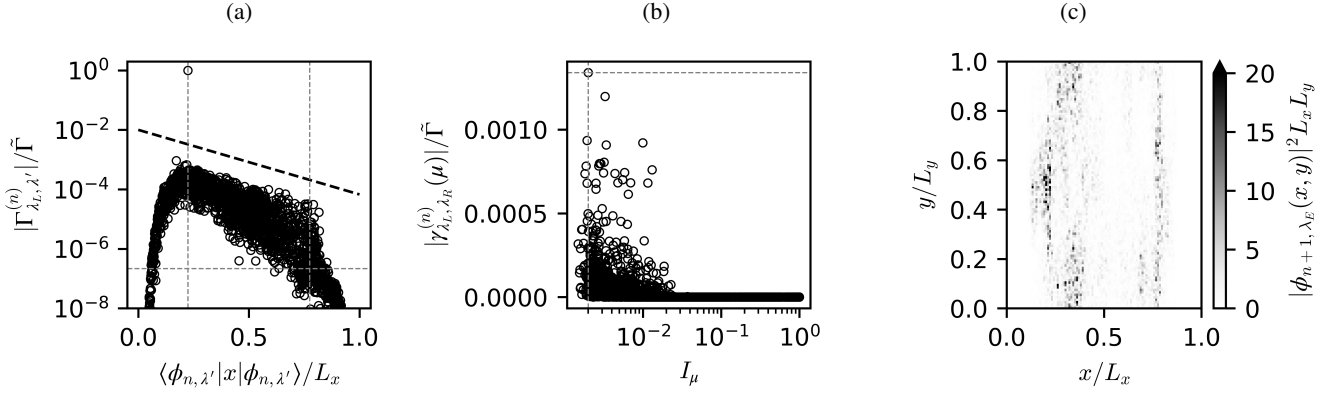 (a)
10^0
10^{-2}
10^{-4}
10^{-6}
10^{-8}
|Γ^{(n)}_{λ_L, λ'}|/Γ̃
0.0 0.5 1.0
⟨ϕ_{n, λ'}|x|ϕ_{n, λ'}⟩/L_x
(b)
0.0010
0.0005
0.0000
|γ^{(n)}_{λ_L, λ_R}(μ)|/Γ̃
10^{-2} 10^{-1} 10^0
I_μ
(c)
1.0
0.8
0.6
0.4
0.2
0.0
y/L_y
0.0 0.5 1.0
x/L_x
20
15
10
5
0
|ϕ_{n+1, λ_E}(x, y)|^2 L_x L_y